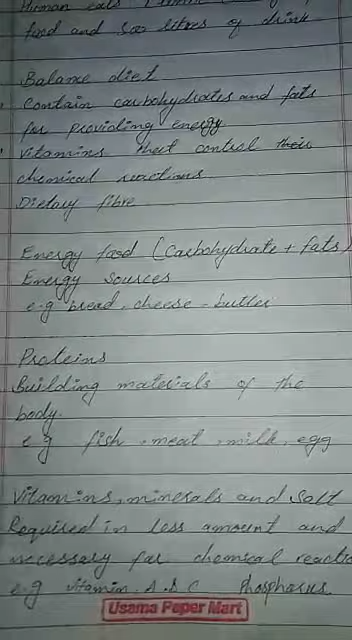 Human eats
food and 500 litres of drink
Balance diet
Contain carbohydrates and fats
for providing energy
Vitamins that control their
chemical reactions
Dietary fibre
Energy food (Carbohydrate + fats)
Energy Sources
e.g bread, cheese - butter
Proteins
Building materials of the
body.
e g fish, meat, milk, egg
Vitamins, minerals and Salt
Required in less amount and
necessary for chemical reactio
e.g vitamin A.B.C Phosphorus.
Usama Paper Mart